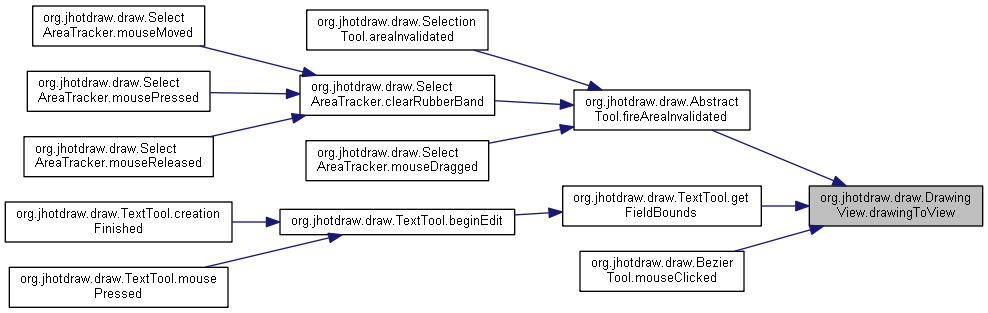 org.jhotdraw.draw.Select
AreaTracker.mouseMoved
org.jhotdraw.draw.Selection
Tool.areaInvalidated
org.jhotdraw.draw.Select
AreaTracker.mousePressed
org.jhotdraw.draw.Select
AreaTracker.clearRubberBand
org.jhotdraw.draw.Abstract
Tool.fireAreaInvalidated
org.jhotdraw.draw.Select
AreaTracker.mouseReleased
org.jhotdraw.draw.Select
AreaTracker.mouseDragged
org.jhotdraw.draw.Drawing
View.drawingToView
org.jhotdraw.draw.TextTool.get
FieldBounds
org.jhotdraw.draw.TextTool.creation
Finished
org.jhotdraw.draw.TextTool.beginEdit
org.jhotdraw.draw.Bezier
Tool.mouseClicked
org.jhotdraw.draw.TextTool.mouse
Pressed